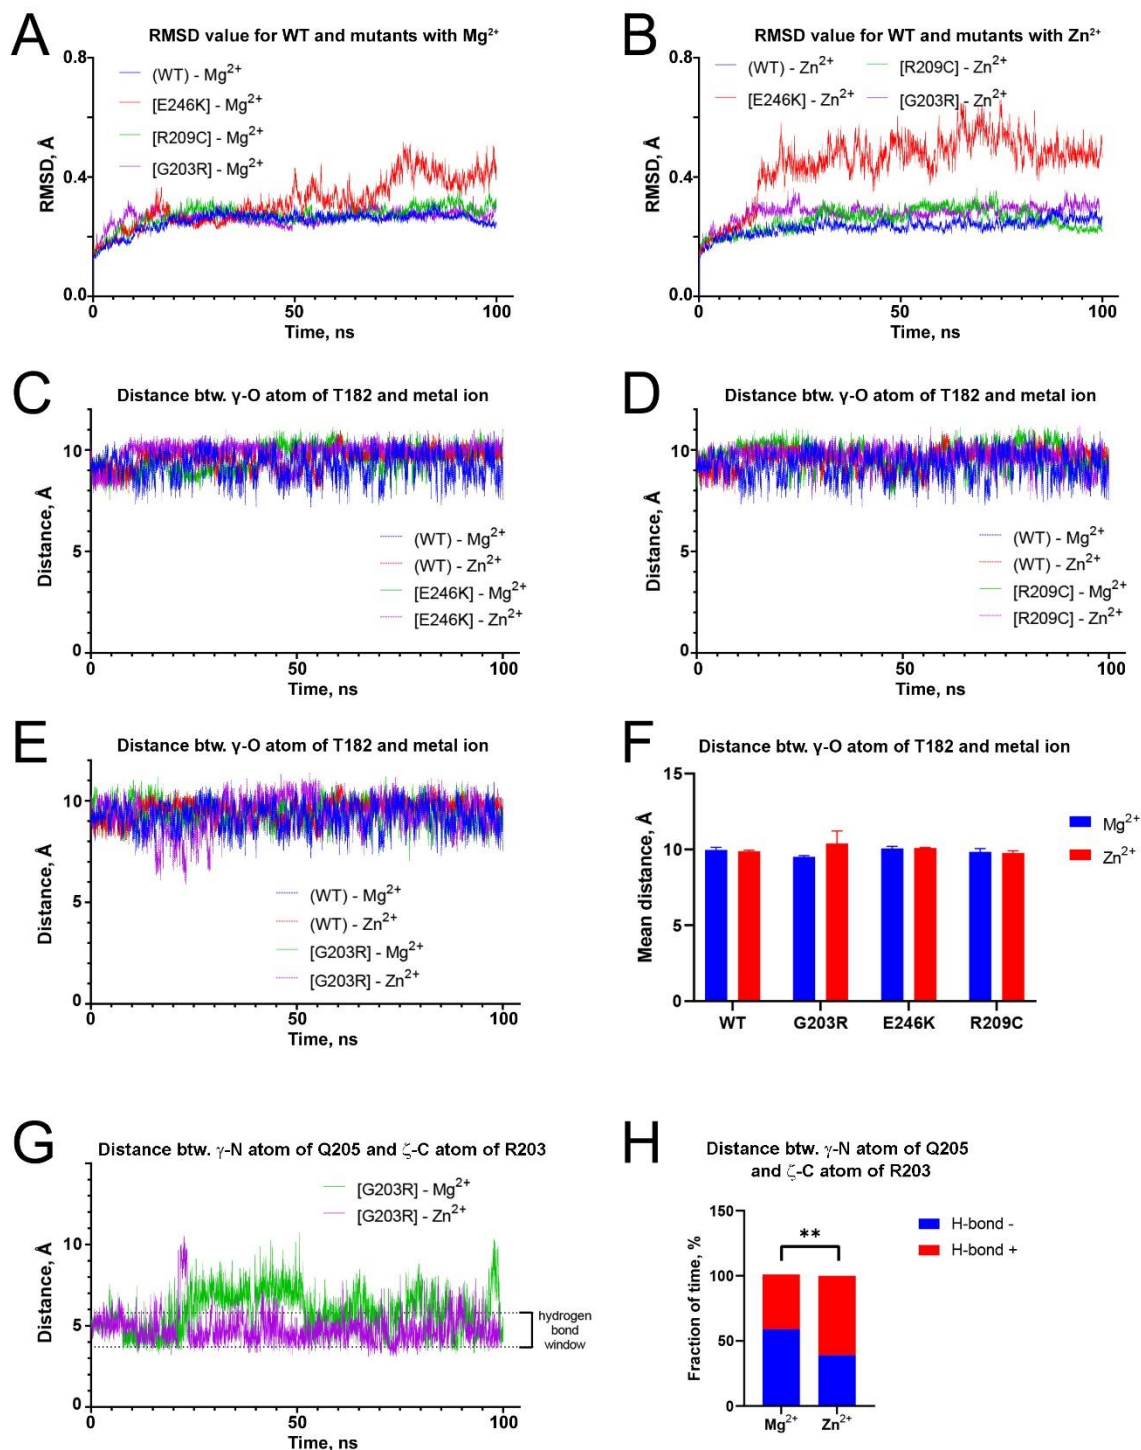 A
RMSD value for WT and mutants with Mg²⁺
0.8
(WT) - Mg²⁺
[E246K] - Mg²⁺
[R209C] - Mg²⁺
[G203R] - Mg²⁺
RMSD, Å
0.4
0.0
0 50 100
Time, ns
B
RMSD value for WT and mutants with Zn²⁺
0.8
(WT) - Zn²⁺ [R209C] - Zn²⁺
[E246K] - Zn²⁺ [G203R] - Zn²⁺
RMSD, Å
0.4
0.0
0 50 100
Time, ns
C
Distance btw. γ-O atom of T182 and metal ion
10
Distance, Å
5
(WT) - Mg²⁺
(WT) - Zn²⁺
[E246K] - Mg²⁺
[E246K] - Zn²⁺
0
0 50 100
Time, ns
D
Distance btw. γ-O atom of T182 and metal ion
10
Distance, Å
5
(WT) - Mg²⁺
(WT) - Zn²⁺
[R209C] - Mg²⁺
[R209C] - Zn²⁺
0
0 50 100
Time, ns
E
Distance btw. γ-O atom of T182 and metal ion
10
Distance, Å
5
(WT) - Mg²⁺
(WT) - Zn²⁺
[G203R] - Mg²⁺
[G203R] - Zn²⁺
0
0 50 100
Time, ns
F
Distance btw. γ-O atom of T182 and metal ion
15
Mg²⁺
Zn²⁺
Mean distance, Å
10
5
0
WT G203R E246K R209C
G
Distance btw. γ-N atom of Q205 and ζ-C atom of R203
[G203R] - Mg²⁺
[G203R] - Zn²⁺
10
Distance, Å
5
hydrogen
bond
window
0
0 50 100
Time, ns
H
Distance btw. γ-N atom of Q205
and ζ-C atom of R203
150
H-bond -
H-bond +
**
Fraction of time, %
100
50
0
Mg²⁺ Zn²⁺